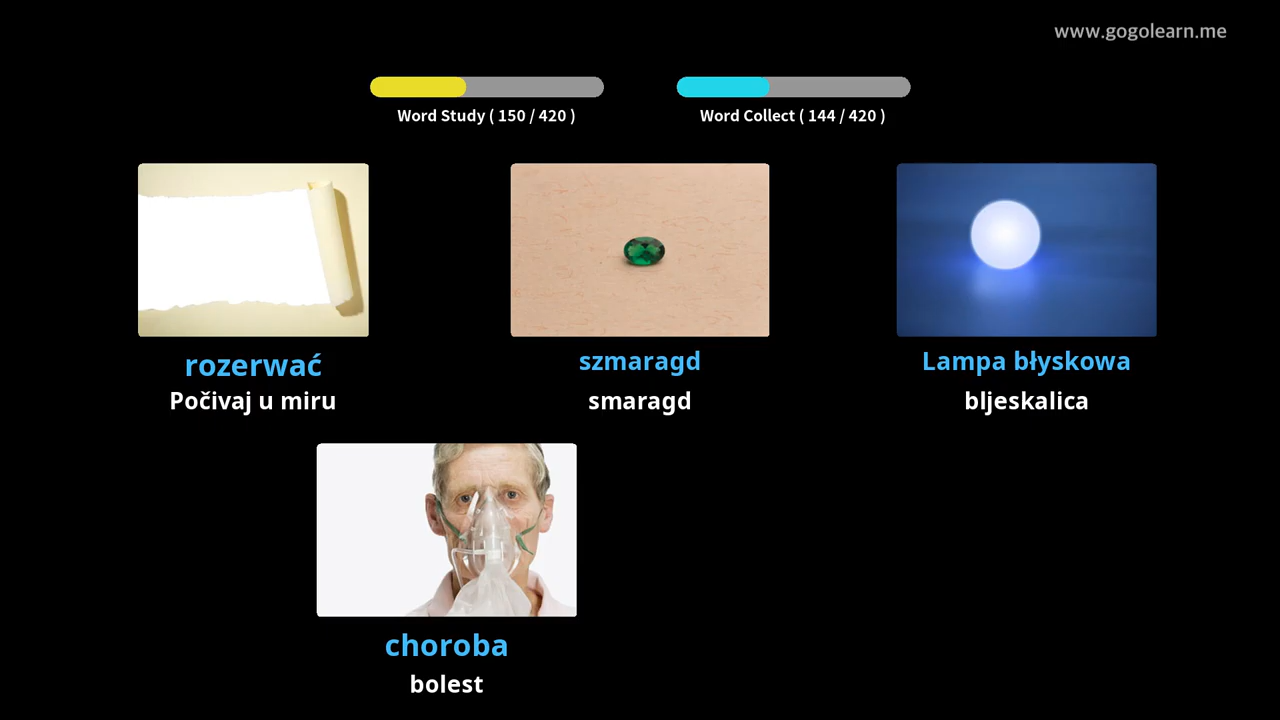 www.gogolearn.me
Word Study ( 150 / 420 )
Word Collect ( 144 / 420 )
rozerwać
Počivaj u miru
szmaragd
smaragd
Lampa błyskowa
bljeskalica
choroba
bolest